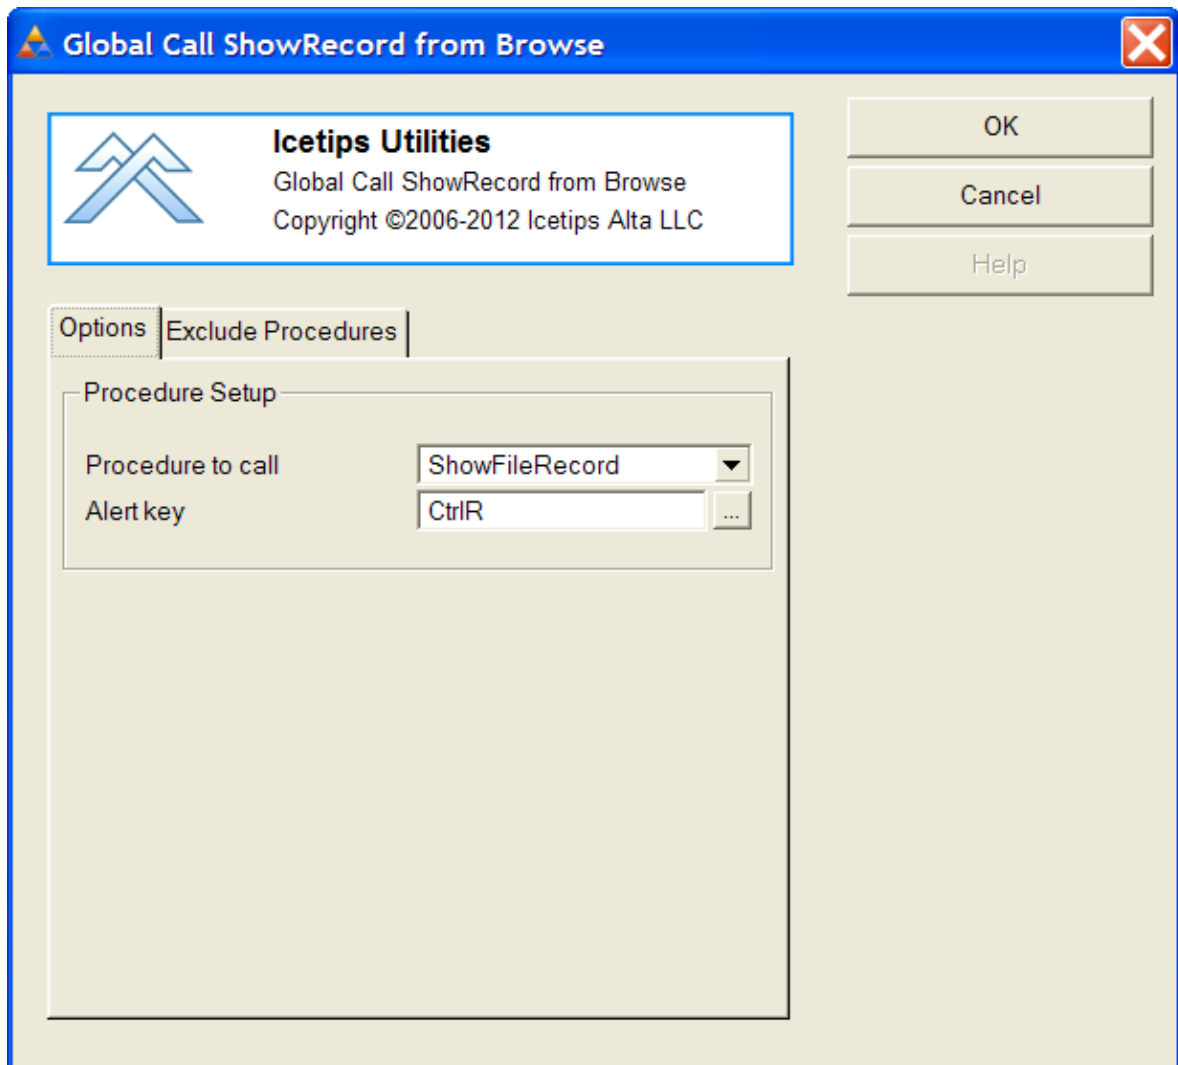 Global Call ShowRecord from Browse
Icetips Utilities
Global Call ShowRecord from Browse
Copyright ©2006-2012 Icetips Alta LLC
OK
Cancel
Help
Options
Exclude Procedures
Procedure Setup
Procedure to call
ShowFileRecord
Alert key
CtrlR
...